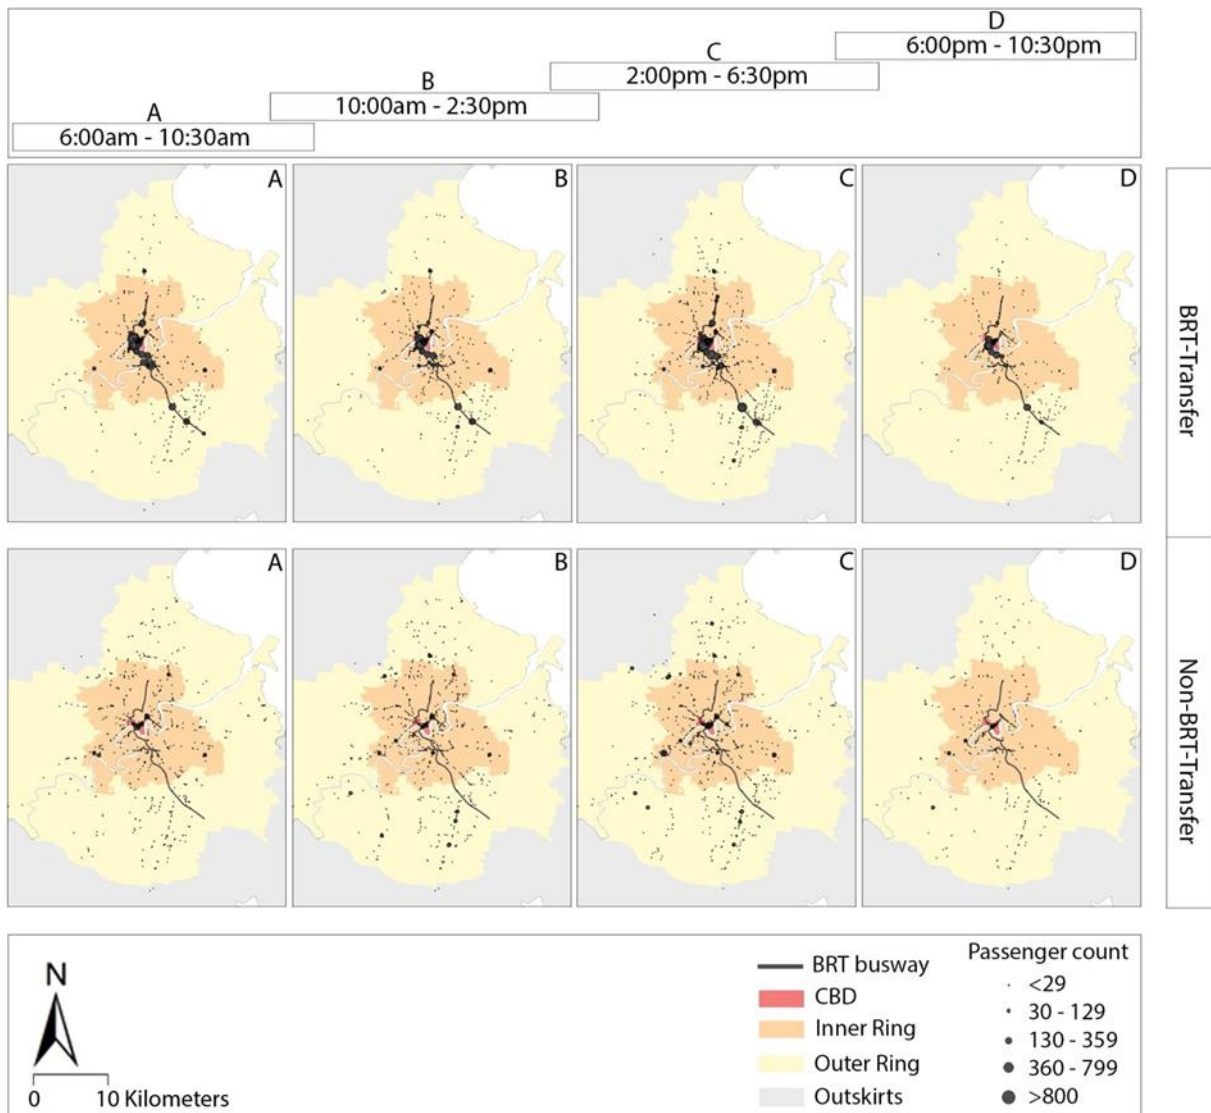 D
6:00pm - 10:30pm
C
2:00pm - 6:30pm
B
10:00am - 2:30pm
A
6:00am - 10:30am
A
B
C
D
BRT-Transfer
A
B
C
D
Non-BRT-Transfer
N
0 10 Kilometers
BRT busway
CBD
Inner Ring
Outer Ring
Outskirts
Passenger count
<29
30 - 129
130 - 359
360 - 799
>800